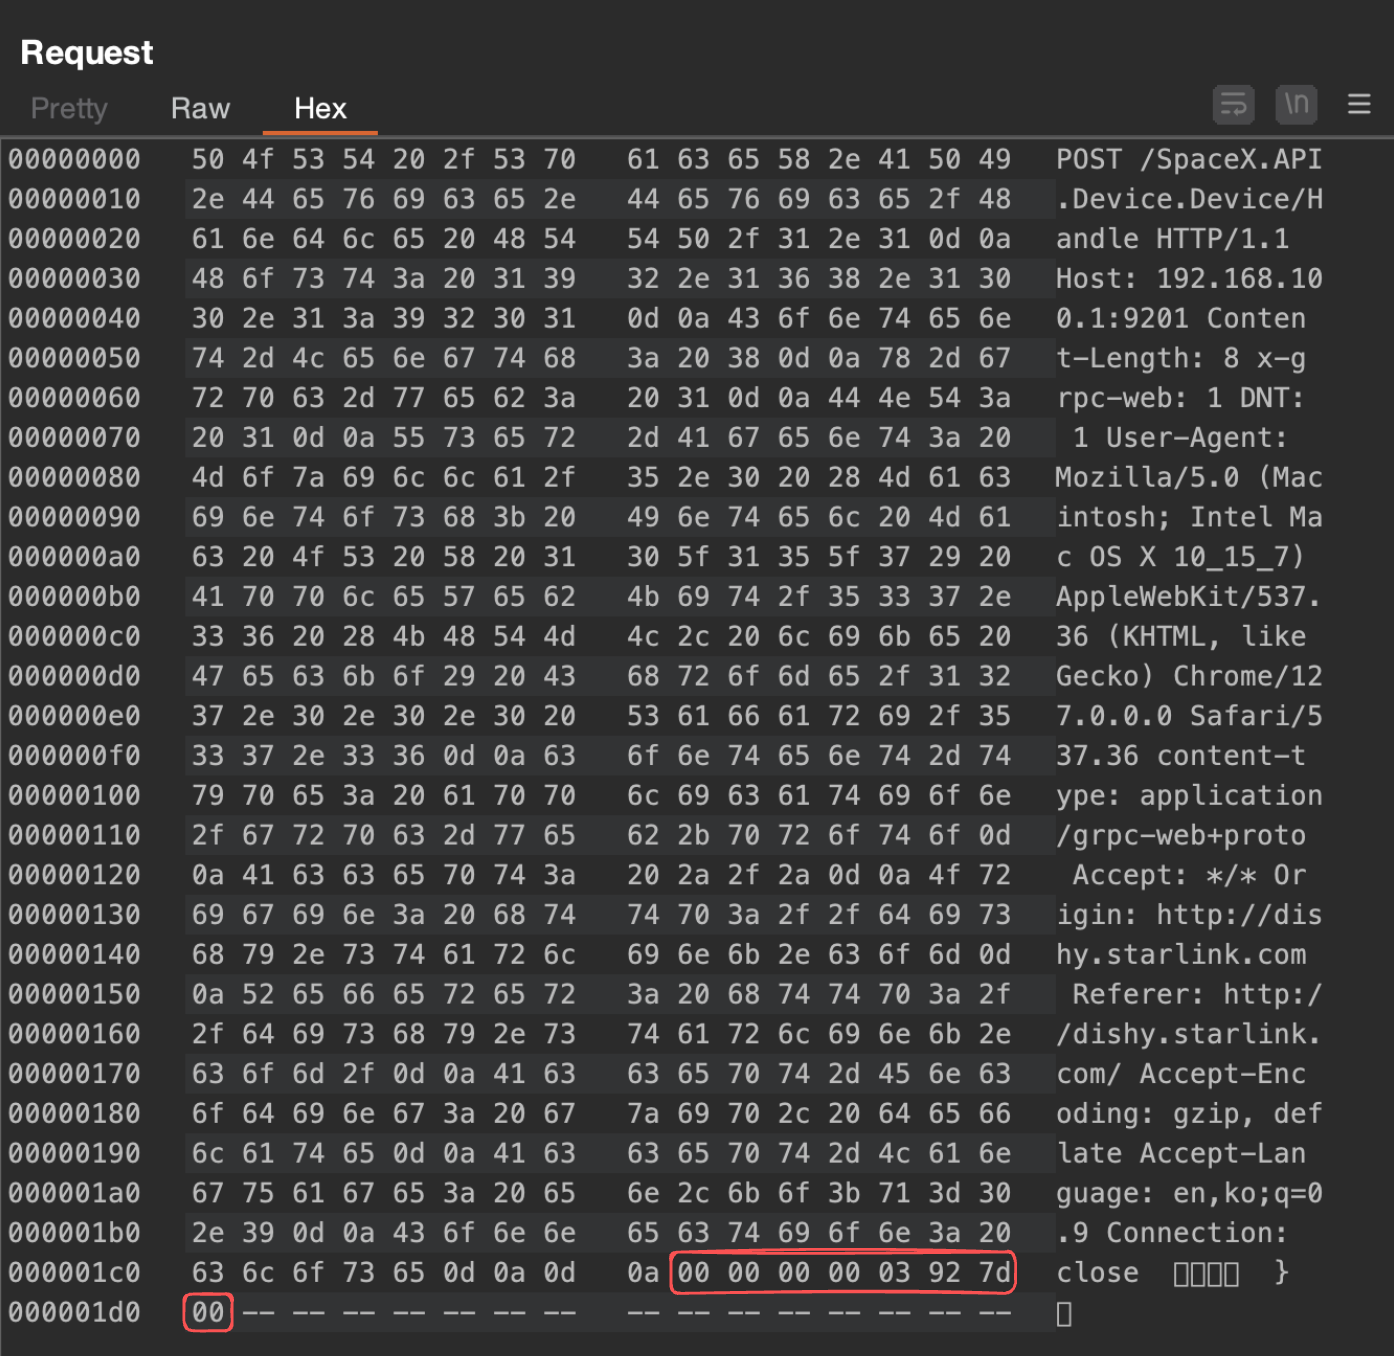 Request
Pretty Raw Hex \n
00000000 50 4f 53 54 20 2f 53 70 61 63 65 58 2e 41 50 49 POST /SpaceX.API
00000010 2e 44 65 76 69 63 65 2e 44 65 76 69 63 65 2f 48 .Device.Device/H
00000020 61 6e 64 6c 65 20 48 54 54 50 2f 31 2e 31 0d 0a andle HTTP/1.1
00000030 48 6f 73 74 3a 20 31 39 32 2e 31 36 38 2e 31 30 Host: 192.168.10
00000040 30 2e 31 3a 39 32 30 31 0d 0a 43 6f 6e 74 65 6e 0.1:9201 Conten
00000050 74 2d 4c 65 6e 67 74 68 3a 20 38 0d 0a 78 2d 67 t-Length: 8 x-g
00000060 72 70 63 2d 77 65 62 3a 20 31 0d 0a 44 4e 54 3a rpc-web: 1 DNT:
00000070 20 31 0d 0a 55 73 65 72 2d 41 67 65 6e 74 3a 20 1 User-Agent:
00000080 4d 6f 7a 69 6c 6c 61 2f 35 2e 30 20 28 4d 61 63 Mozilla/5.0 (Mac
00000090 69 6e 74 6f 73 68 3b 20 49 6e 74 65 6c 20 4d 61 intosh; Intel Ma
000000a0 63 20 4f 53 20 58 20 31 30 5f 31 35 5f 37 29 20 c OS X 10_15_7)
000000b0 41 70 70 6c 65 57 65 62 4b 69 74 2f 35 33 37 2e AppleWebKit/537.
000000c0 33 36 20 28 4b 48 54 4d 4c 2c 20 6c 69 6b 65 20 36 (KHTML, like
000000d0 47 65 63 6b 6f 29 20 43 68 72 6f 6d 65 2f 31 32 Gecko) Chrome/12
000000e0 37 2e 30 2e 30 2e 30 20 53 61 66 61 72 69 2f 35 7.0.0.0 Safari/5
000000f0 33 37 2e 33 36 0d 0a 63 6f 6e 74 65 6e 74 2d 74 37.36 content-t
00000100 79 70 65 3a 20 61 70 70 6c 69 63 61 74 69 6f 6e ype: application
00000110 2f 67 72 70 63 2d 77 65 62 2b 70 72 6f 74 6f 0d /grpc-web+proto
00000120 0a 41 63 63 65 70 74 3a 20 2a 2f 2a 0d 0a 4f 72 Accept: */* Or
00000130 69 67 69 6e 3a 20 68 74 74 70 3a 2f 2f 64 69 73 igin: http://dis
00000140 68 79 2e 73 74 61 72 6c 69 6e 6b 2e 63 6f 6d 0d hy.starlink.com
00000150 0a 52 65 66 65 72 65 72 3a 20 68 74 74 70 3a 2f Referer: http:/
00000160 2f 64 69 73 68 79 2e 73 74 61 72 6c 69 6e 6b 2e /dishy.starlink.
00000170 63 6f 6d 2f 0d 0a 41 63 63 65 70 74 2d 45 6e 63 com/ Accept-Enc
00000180 6f 64 69 6e 67 3a 20 67 7a 69 70 2c 20 64 65 66 oding: gzip, def
00000190 6c 61 74 65 0d 0a 41 63 63 65 70 74 2d 4c 61 6e late Accept-Lan
000001a0 67 75 61 67 65 3a 20 65 6e 2c 6b 6f 3b 71 3d 30 guage: en,ko;q=0
000001b0 2e 39 0d 0a 43 6f 6e 6e 65 63 74 69 6f 6e 3a 20 .9 Connection:
000001c0 63 6c 6f 73 65 0d 0a 0d 0a 00 00 00 00 03 92 7d close ▯▯▯▯ }
000001d0 00 -- -- -- -- -- -- -- -- -- -- -- -- -- -- -- ▯